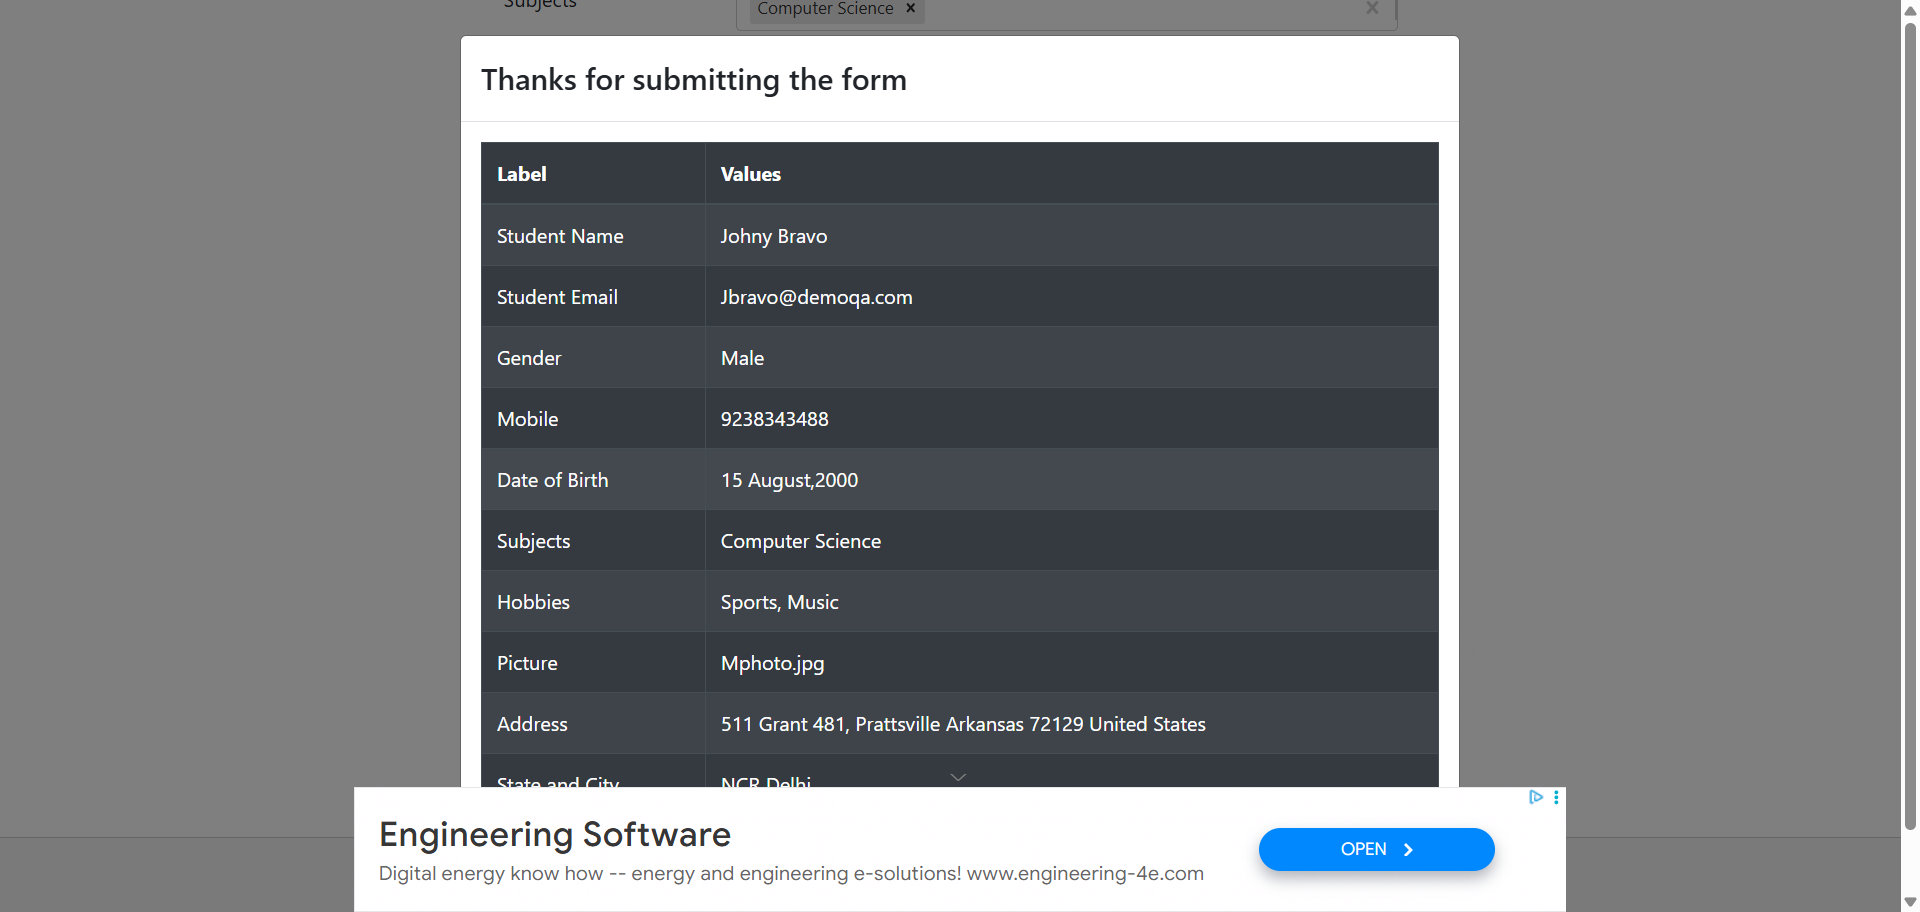 Subjects
Computer Science ×
Thanks for submitting the form
Label Values
Student Name Johny Bravo
Student Email Jbravo@demoqa.com
Gender Male
Mobile 9238343488
Date of Birth 15 August,2000
Subjects Computer Science
Hobbies Sports, Music
Picture Mphoto.jpg
Address 511 Grant 481, Prattsville Arkansas 72129 United States
State and City NCR Delhi
Engineering Software
Digital energy know how -- energy and engineering e-solutions! www.engineering-4e.com
OPEN